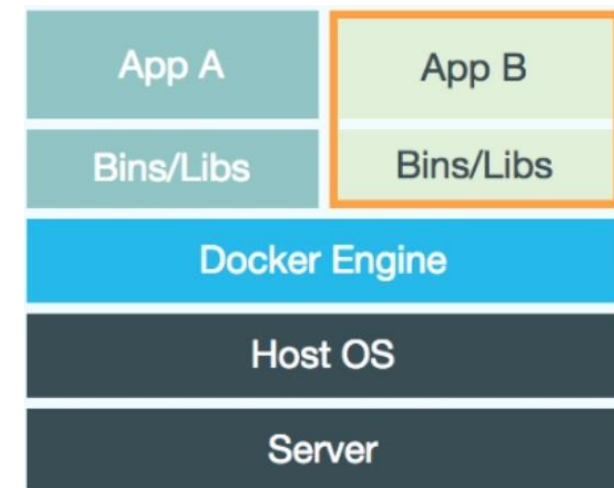 App A
App B
Bins/Libs
Bins/Libs
Docker Engine
Host OS
Server